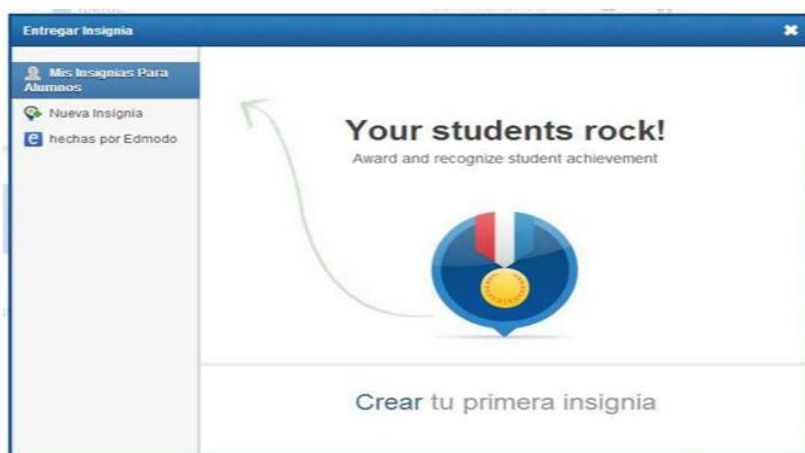 Entregar Insignia
Mis Insignias Para
Alumnos
Nueva Insignia
hechas por Edmodo
Your students rock!
Award and recognize student achievement
Crear tu primera insignia